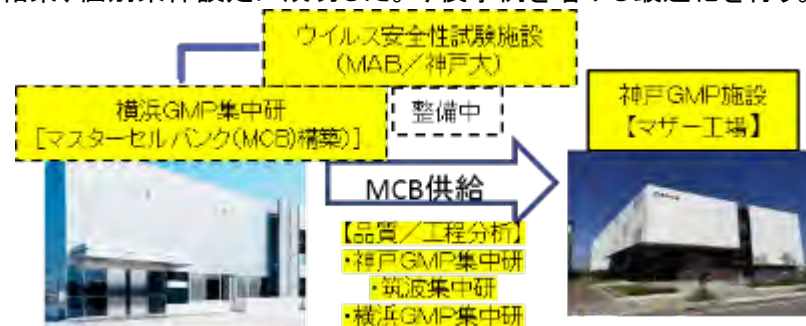 ウイルス安全性試験施設
(MAB/神戸大)
横浜GMP集中研
[マスターセルバンク(MCB)構築)]
整備中
神戸GMP施設
【マザー工場】
MCB供給
【品質/工程分析】
・神戸GMP集中研
・筑波集中研
・横浜GMP集中研